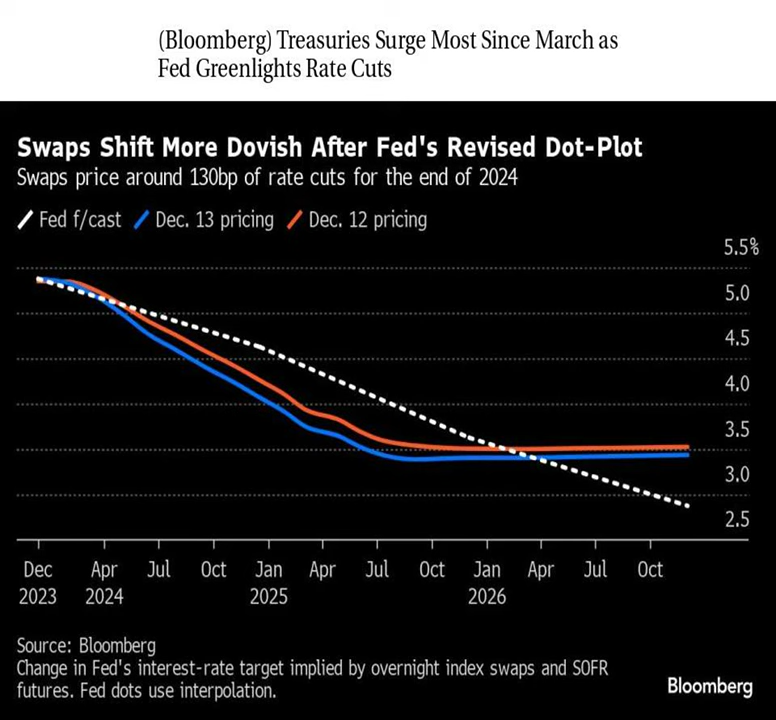 (Bloomberg) Treasuries Surge Most Since March as
Fed Greenlights Rate Cuts
Swaps Shift More Dovish After Fed's Revised Dot-Plot
Swaps price around 130bp of rate cuts for the end of 2024
Fed f/cast Dec. 13 pricing Dec. 12 pricing
5.5%
5.0
4.5
4.0
3.5
3.0
2.5
Dec Apr Jul Oct Jan Apr Jul Oct Jan Apr Jul Oct
2023 2024 2025 2026
Source: Bloomberg
Change in Fed's interest-rate target implied by overnight index swaps and SOFR
futures. Fed dots use interpolation.
Bloomberg